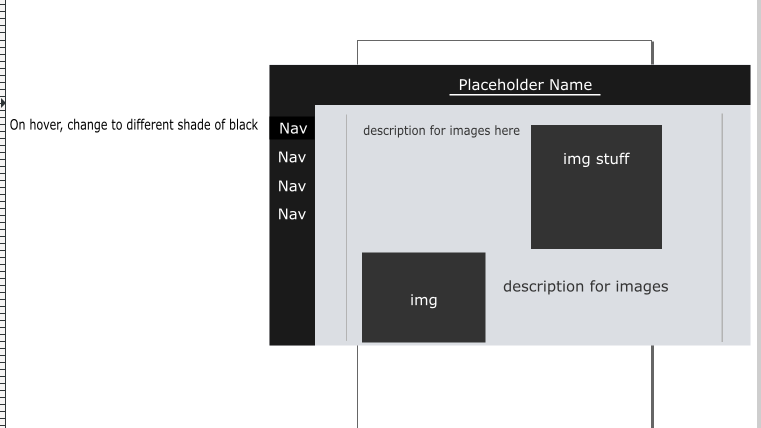 Placeholder Name
On hover, change to different shade of black
Nav
Nav
Nav
Nav
description for images here
img stuff
img
description for images